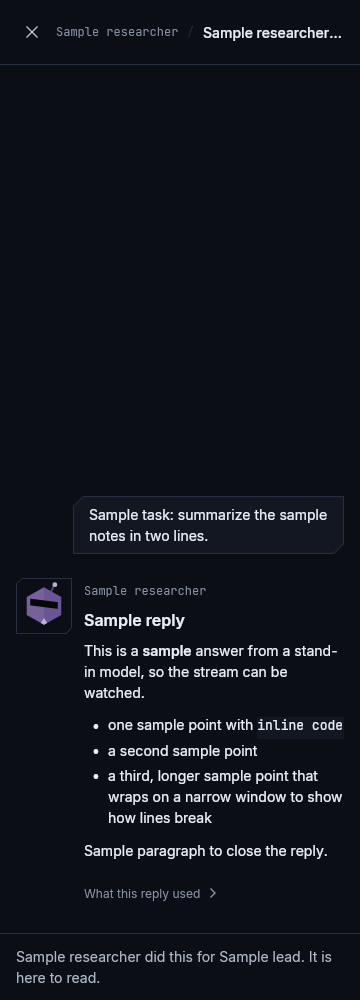 Sample researcher / Sample researcher...
Sample task: summarize the sample
notes in two lines.
Sample researcher
Sample reply
This is a sample answer from a stand-
in model, so the stream can be
watched.
• one sample point with inline code
• a second sample point
• a third, longer sample point that
wraps on a narrow window to show
how lines break
Sample paragraph to close the reply.
What this reply used
Sample researcher did this for Sample lead. It is
here to read.